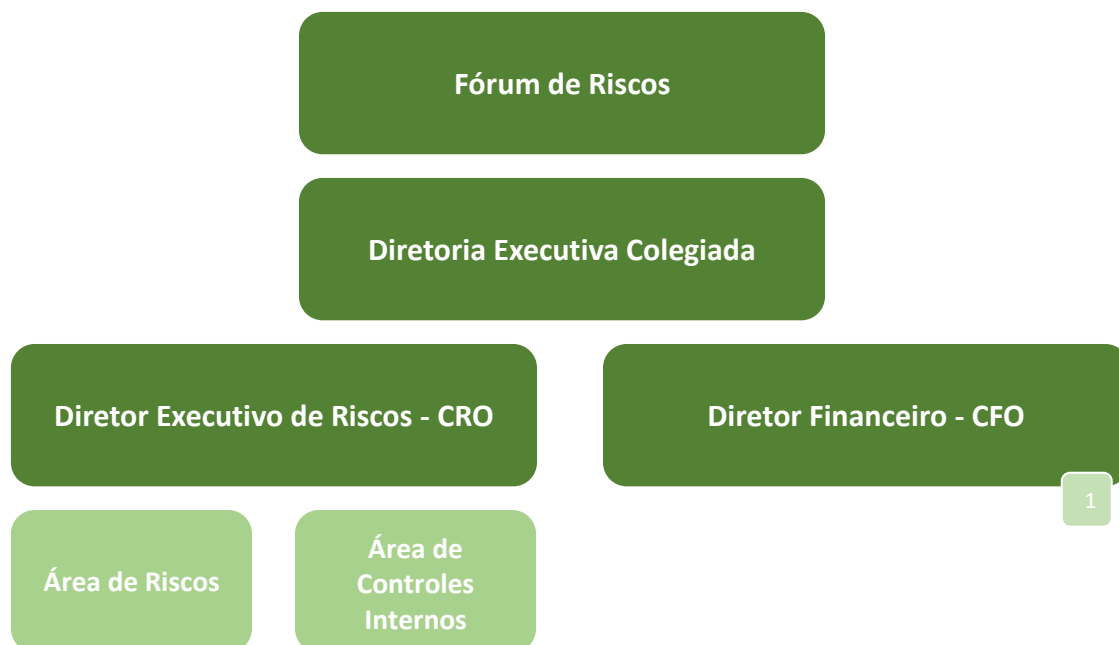 Fórum de Riscos
Diretoria Executiva Colegiada
Diretor Executivo de Riscos - CRO
Diretor Financeiro - CFO
1
Área de Riscos
Área de
Controles
Internos